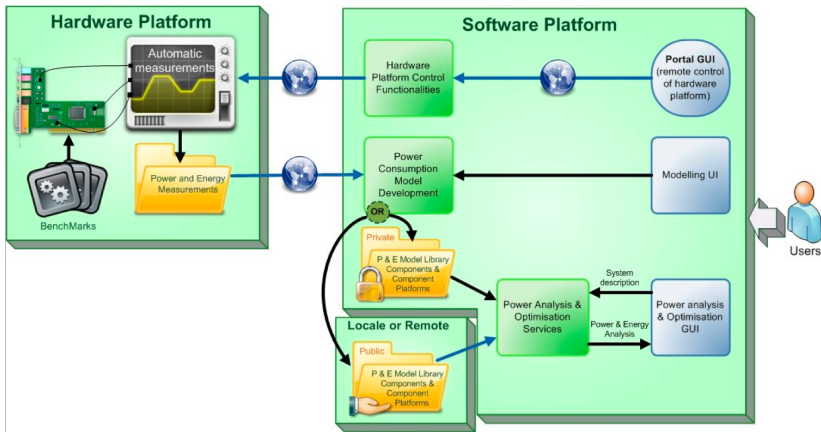 Hardware Platform
Automatic
measurements
Power and Energy
Measurements
BenchMarks
Software Platform
Hardware
Platform Control
Functionalities
Portal GUI
(remote control
of hardware
platform)
Power
Consumption
Model
Development
Modelling UI
OR
Private
P & E Model Library
Components &
Component
Platforms
Users
Power Analysis &
Optimisation
Services
System
description
Power & Energy
Analysis
Power analysis
& Optimisation
GUI
Locale or Remote
Public
P & E Model Library
Components &
Component
Platforms